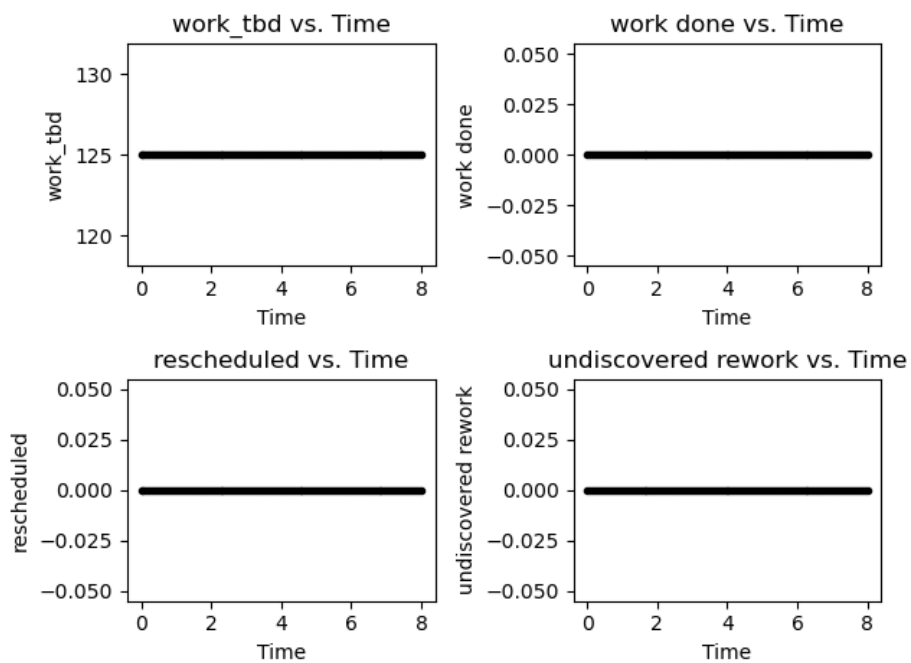 work_tbd vs. Time
work_tbd
130
125
120
0 2 4 6 8
Time
work done vs. Time
work done
0.050
0.025
0.000
−0.025
−0.050
0 2 4 6 8
Time
rescheduled vs. Time
rescheduled
0.050
0.025
0.000
−0.025
−0.050
0 2 4 6 8
Time
undiscovered rework vs. Time
undiscovered rework
0.050
0.025
0.000
−0.025
−0.050
0 2 4 6 8
Time